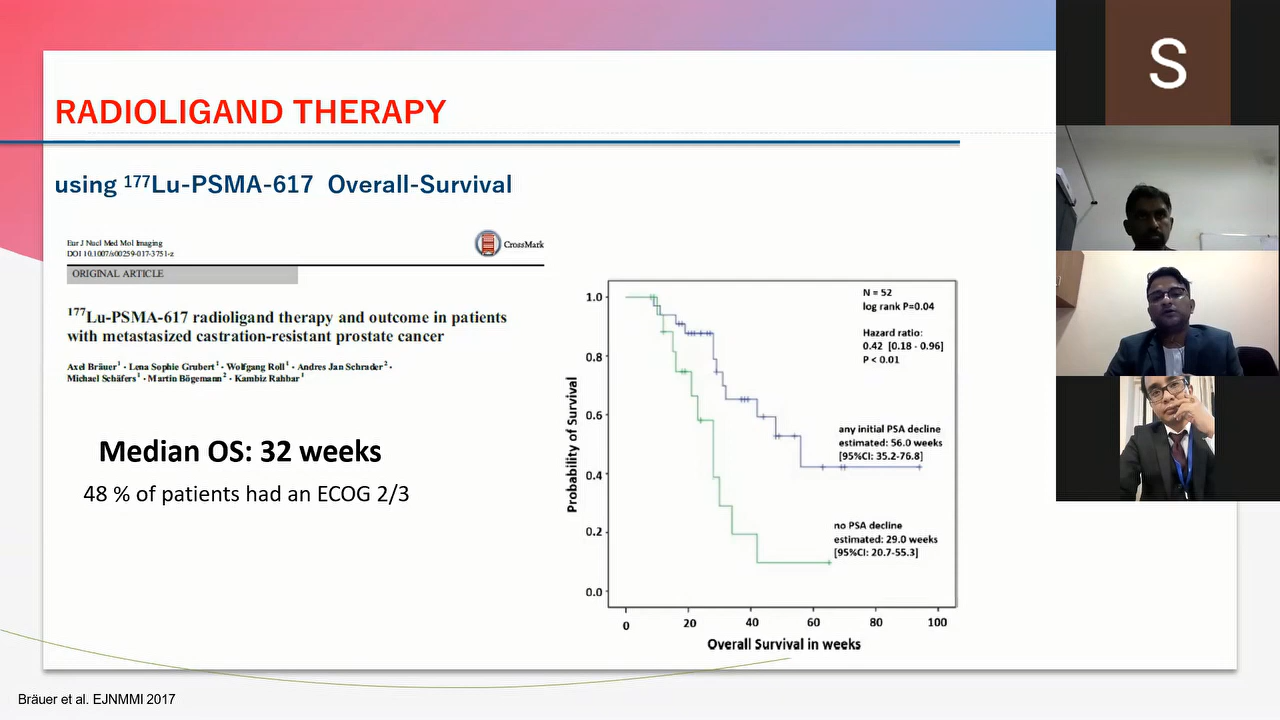 RADIOLIGAND THERAPY
using ¹⁷⁷Lu-PSMA-617 Overall-Survival
Eur J Nucl Med Mol Imaging
DOI 10.1007/s00259-017-3751-z
CrossMark
ORIGINAL ARTICLE
¹⁷⁷Lu-PSMA-617 radioligand therapy and outcome in patients
with metastasized castration-resistant prostate cancer
Axel Bräuer¹ · Lena Sophie Grubert¹ · Wolfgang Roll¹ · Andres Jan Schrader² ·
Michael Schäfers¹ · Martin Bögemann² · Kambiz Rahbar¹
Median OS: 32 weeks
48 % of patients had an ECOG 2/3
N = 52
log rank P=0.04
Hazard ratio:
0.42 [0.18 - 0.96]
P < 0.01
any initial PSA decline
estimated: 56.0 weeks
[95%CI: 35.2-76.8]
no PSA decline
estimated: 29.0 weeks
[95%CI: 20.7-55.3]
Probability of Survival
1.0
0.8
0.6
0.4
0.2
0.0
0 20 40 60 80 100
Overall Survival in weeks
Bräuer et al. EJNMMI 2017
S